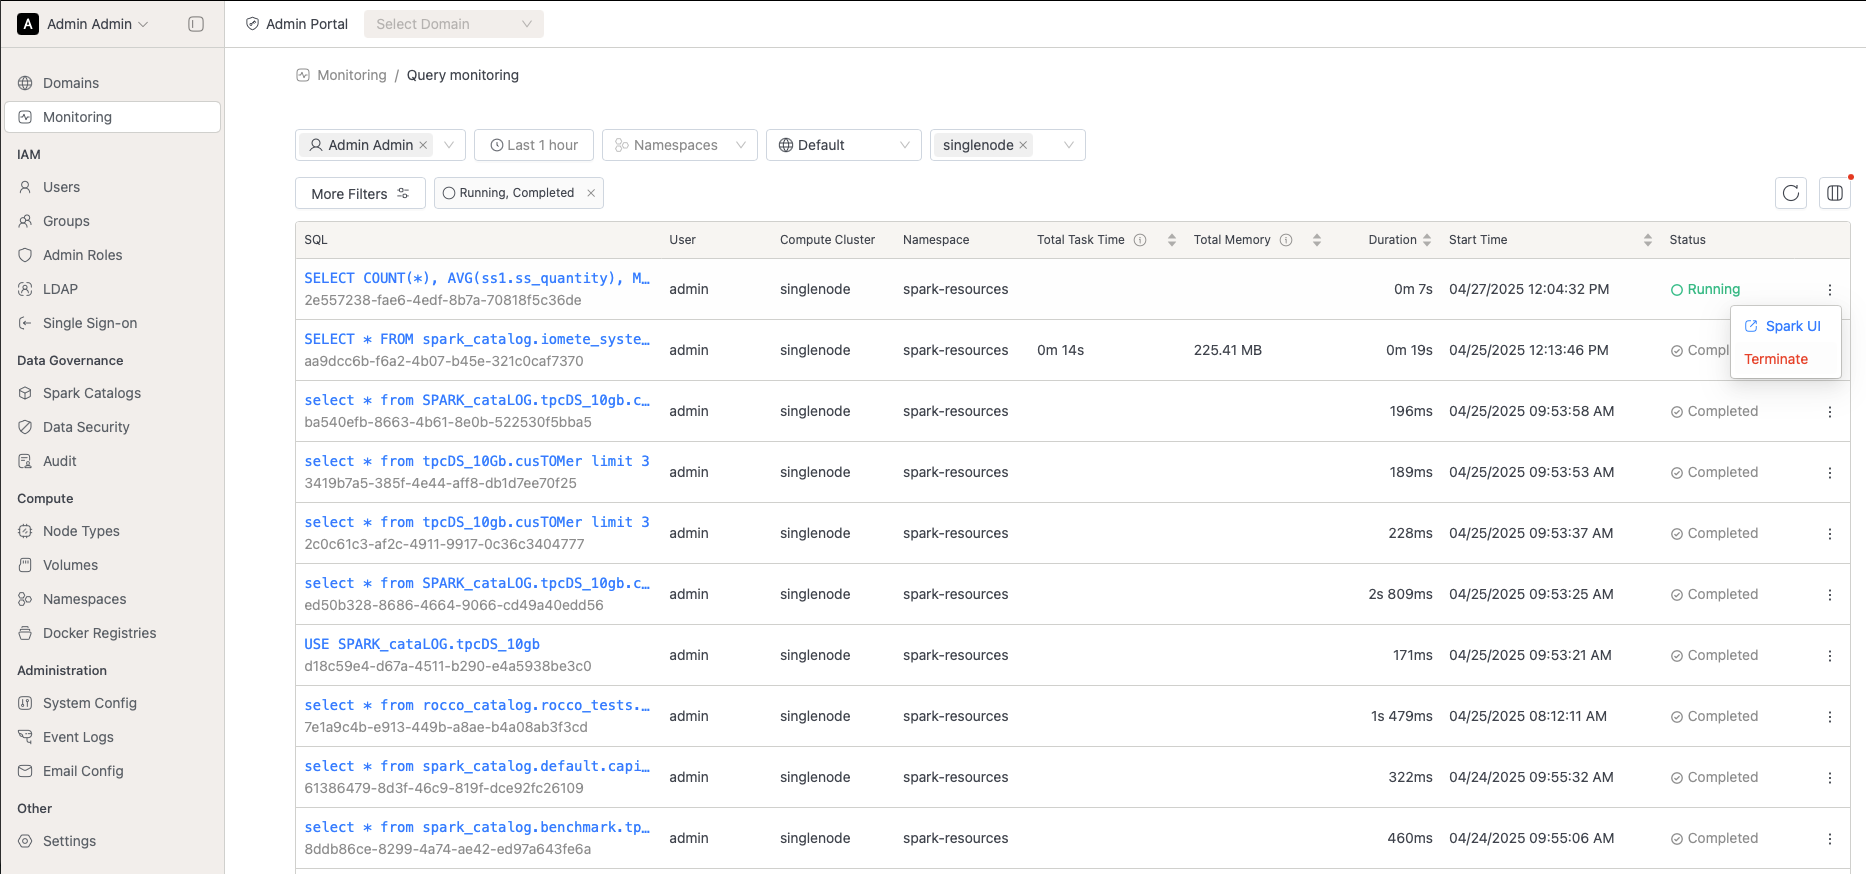 A Admin Admin
Admin Portal
Select Domain
Domains
Monitoring
IAM
Users
Groups
Admin Roles
LDAP
Single Sign-on
Data Governance
Spark Catalogs
Data Security
Audit
Compute
Node Types
Volumes
Namespaces
Docker Registries
Administration
System Config
Event Logs
Email Config
Other
Settings
Monitoring / Query monitoring
Admin Admin × Last 1 hour Namespaces Default singlenode ×
More Filters Running, Completed ×
SQL User Compute Cluster Namespace Total Task Time Total Memory Duration Start Time Status
SELECT COUNT(*), AVG(ss1.ss_quantity), M…
2e557238-fae6-4edf-8b7a-70818f5c36de
admin singlenode spark-resources 0m 7s 04/27/2025 12:04:32 PM Running
Spark UI
Terminate
SELECT * FROM spark_catalog.iomete_syste…
aa9dcc6b-f6a2-4b07-b45e-321c0caf7370
admin singlenode spark-resources 0m 14s 225.41 MB 0m 19s 04/25/2025 12:13:46 PM Compl
select * from SPARK_cataLOG.tpcDS_10gb.c…
ba540efb-8663-4b61-8e0b-522530f5bba5
admin singlenode spark-resources 196ms 04/25/2025 09:53:58 AM Completed
select * from tpcDS_10Gb.cusTOMer limit 3
3419b7a5-385f-4e44-aff8-db1d7ee70f25
admin singlenode spark-resources 189ms 04/25/2025 09:53:53 AM Completed
select * from tpcDS_10gb.cusTOMer limit 3
2c0c61c3-af2c-4911-9917-0c36c3404777
admin singlenode spark-resources 228ms 04/25/2025 09:53:37 AM Completed
select * from SPARK_cataLOG.tpcDS_10gb.c…
ed50b328-8686-4664-9066-cd49a40edd56
admin singlenode spark-resources 2s 809ms 04/25/2025 09:53:25 AM Completed
USE SPARK_cataLOG.tpcDS_10gb
d18c59e4-d67a-4511-b290-e4a5938be3c0
admin singlenode spark-resources 171ms 04/25/2025 09:53:21 AM Completed
select * from rocco_catalog.rocco_tests.…
7e1a9c4b-e913-449b-a8ae-b4a08ab3f3cd
admin singlenode spark-resources 1s 479ms 04/25/2025 08:12:11 AM Completed
select * from spark_catalog.default.capi…
61386479-8d3f-46c9-819f-dce92fc26109
admin singlenode spark-resources 322ms 04/24/2025 09:55:32 AM Completed
select * from spark_catalog.benchmark.tp…
8ddb86ce-8299-4a74-ae42-ed97a643fe6a
admin singlenode spark-resources 460ms 04/24/2025 09:55:06 AM Completed